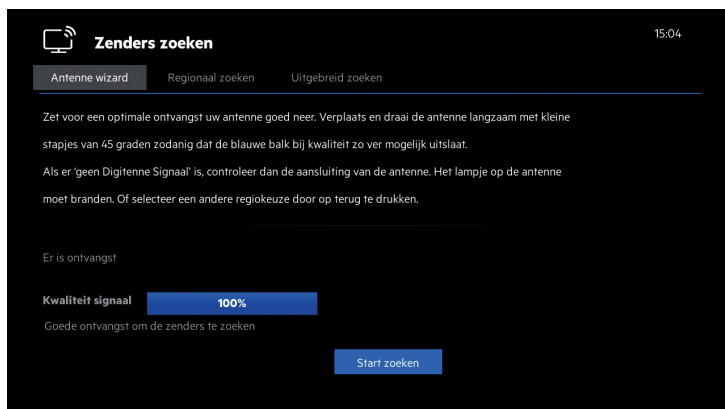 Zenders zoeken
15:04
Antenne wizard
Regionaal zoeken
Uitgebreid zoeken
Zet voor een optimale ontvangst uw antenne goed neer. Verplaats en draai de antenne langzaam met kleine
stapjes van 45 graden zodanig dat de blauwe balk bij kwaliteit zo ver mogelijk uitslaat.
Als er ‘geen Digitenne Signaal’ is, controleer dan de aansluiting van de antenne. Het lampje op de antenne
moet branden. Of selecteer een andere regiokeuze door op terug te drukken.
Er is ontvangst
Kwaliteit signaal
100%
Goede ontvangst om de zenders te zoeken
Start zoeken